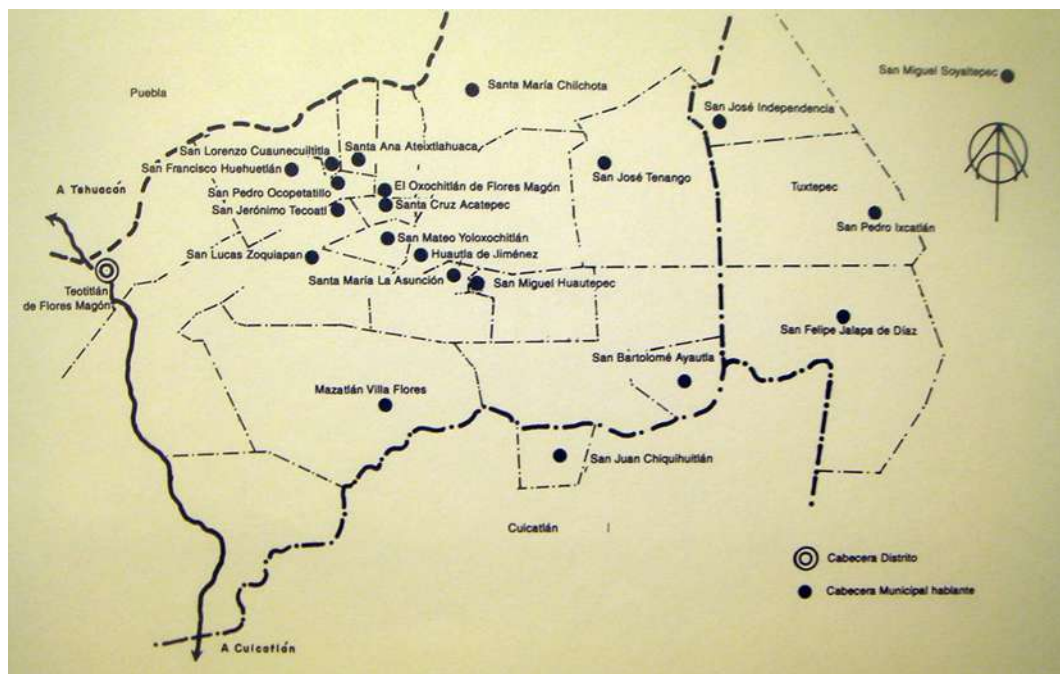 San Miguel Soyaltepec
Puebla
Santa María Chilchota
San José Independencia
San Lorenzo Cuaunecuiltitla
Santa Ana Ateixtlahuaca
San Francisco Huehuetlán
San José Tenango
A Tehuacán
San Pedro Ocopetatillo
El Oxochitlán de Flores Magón
Tuxtepec
San Jerónimo Tecoatl
Santa Cruz Acatepec
San Pedro Ixcatlán
San Mateo Yoloxochitlán
San Lucas Zoquiapan
Huautla de Jiménez
Santa María La Asunción
San Miguel Huautepec
Teotitlán
de Flores Magón
San Felipe Jalapa de Díaz
San Bartolomé Ayautla
Mazatlán Villa Flores
San Juan Chiquihuitlán
Cuicatlán
Cabecera Distrito
Cabecera Municipal hablante
A Cuicatlán